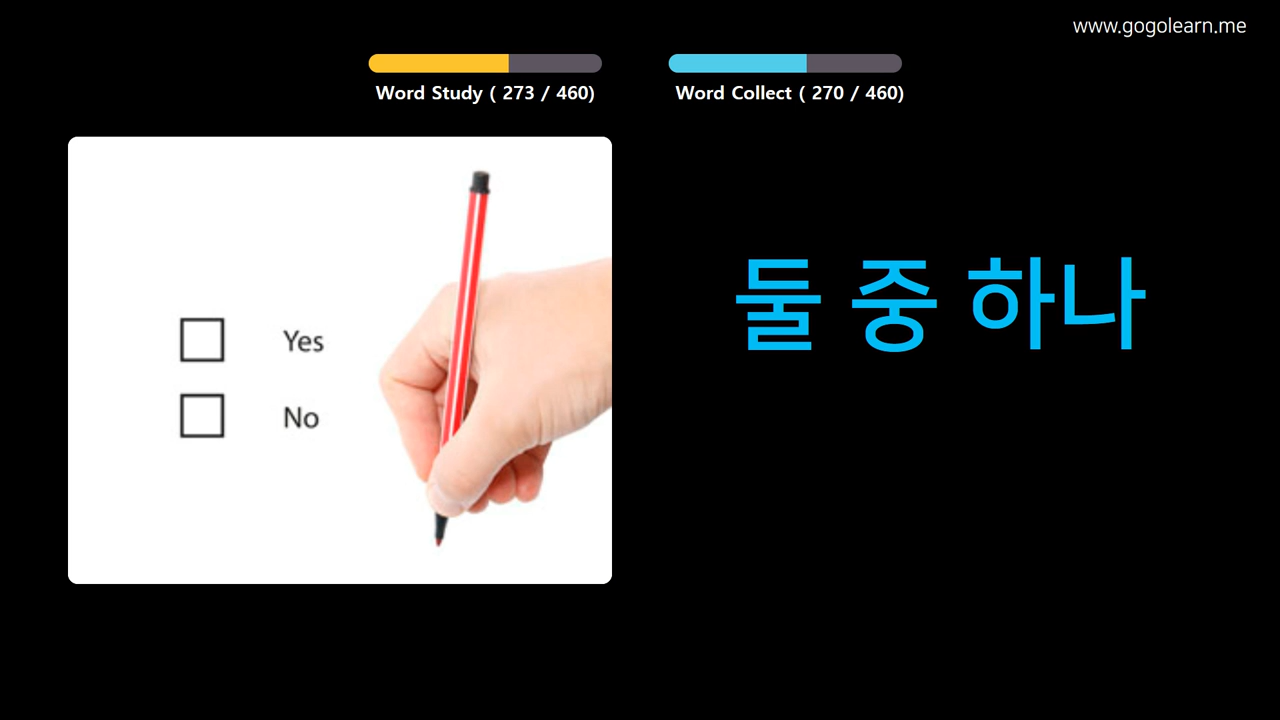 www.gogolearn.me
Word Study ( 273 / 460)
Word Collect ( 270 / 460)
Yes
No
둘 중 하나